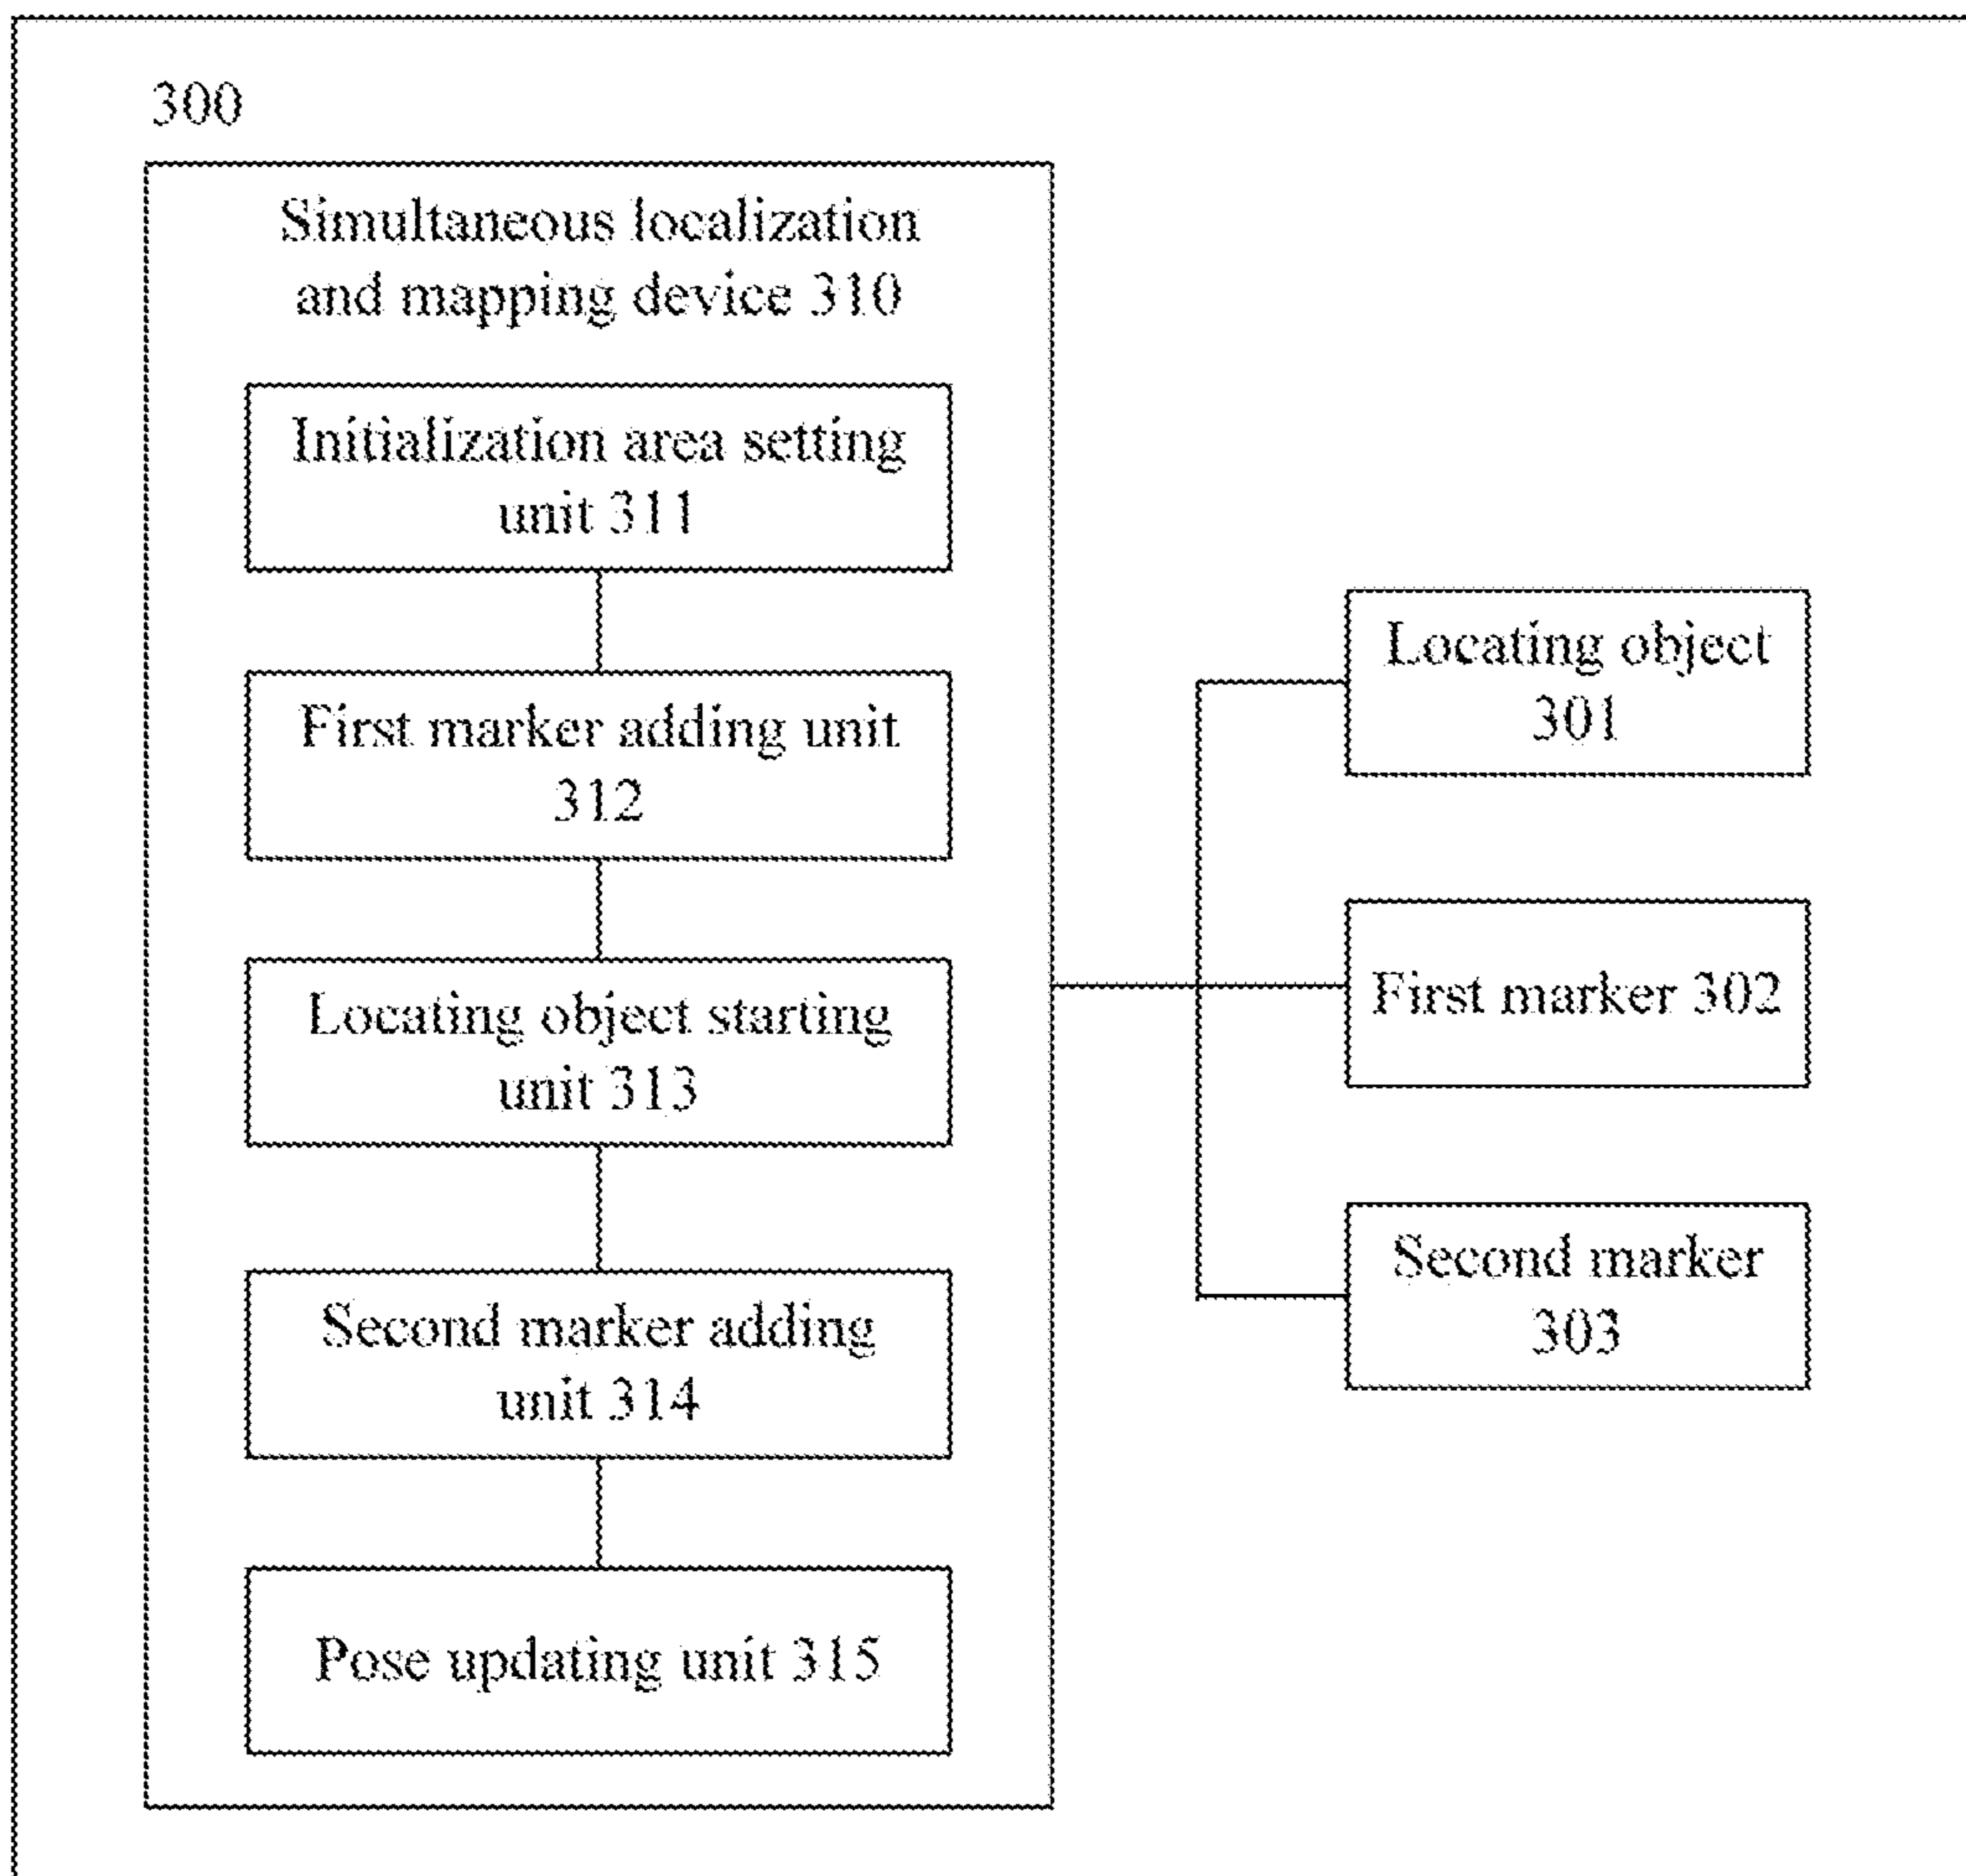 300
Simultaneous localization
and mapping device 310
Initialization area setting
unit 311
First marker adding unit
312
Locating object starting
unit 313
Second marker adding
unit 314
Pose updating unit 315
Locating object
301
First marker 302
Second marker
303